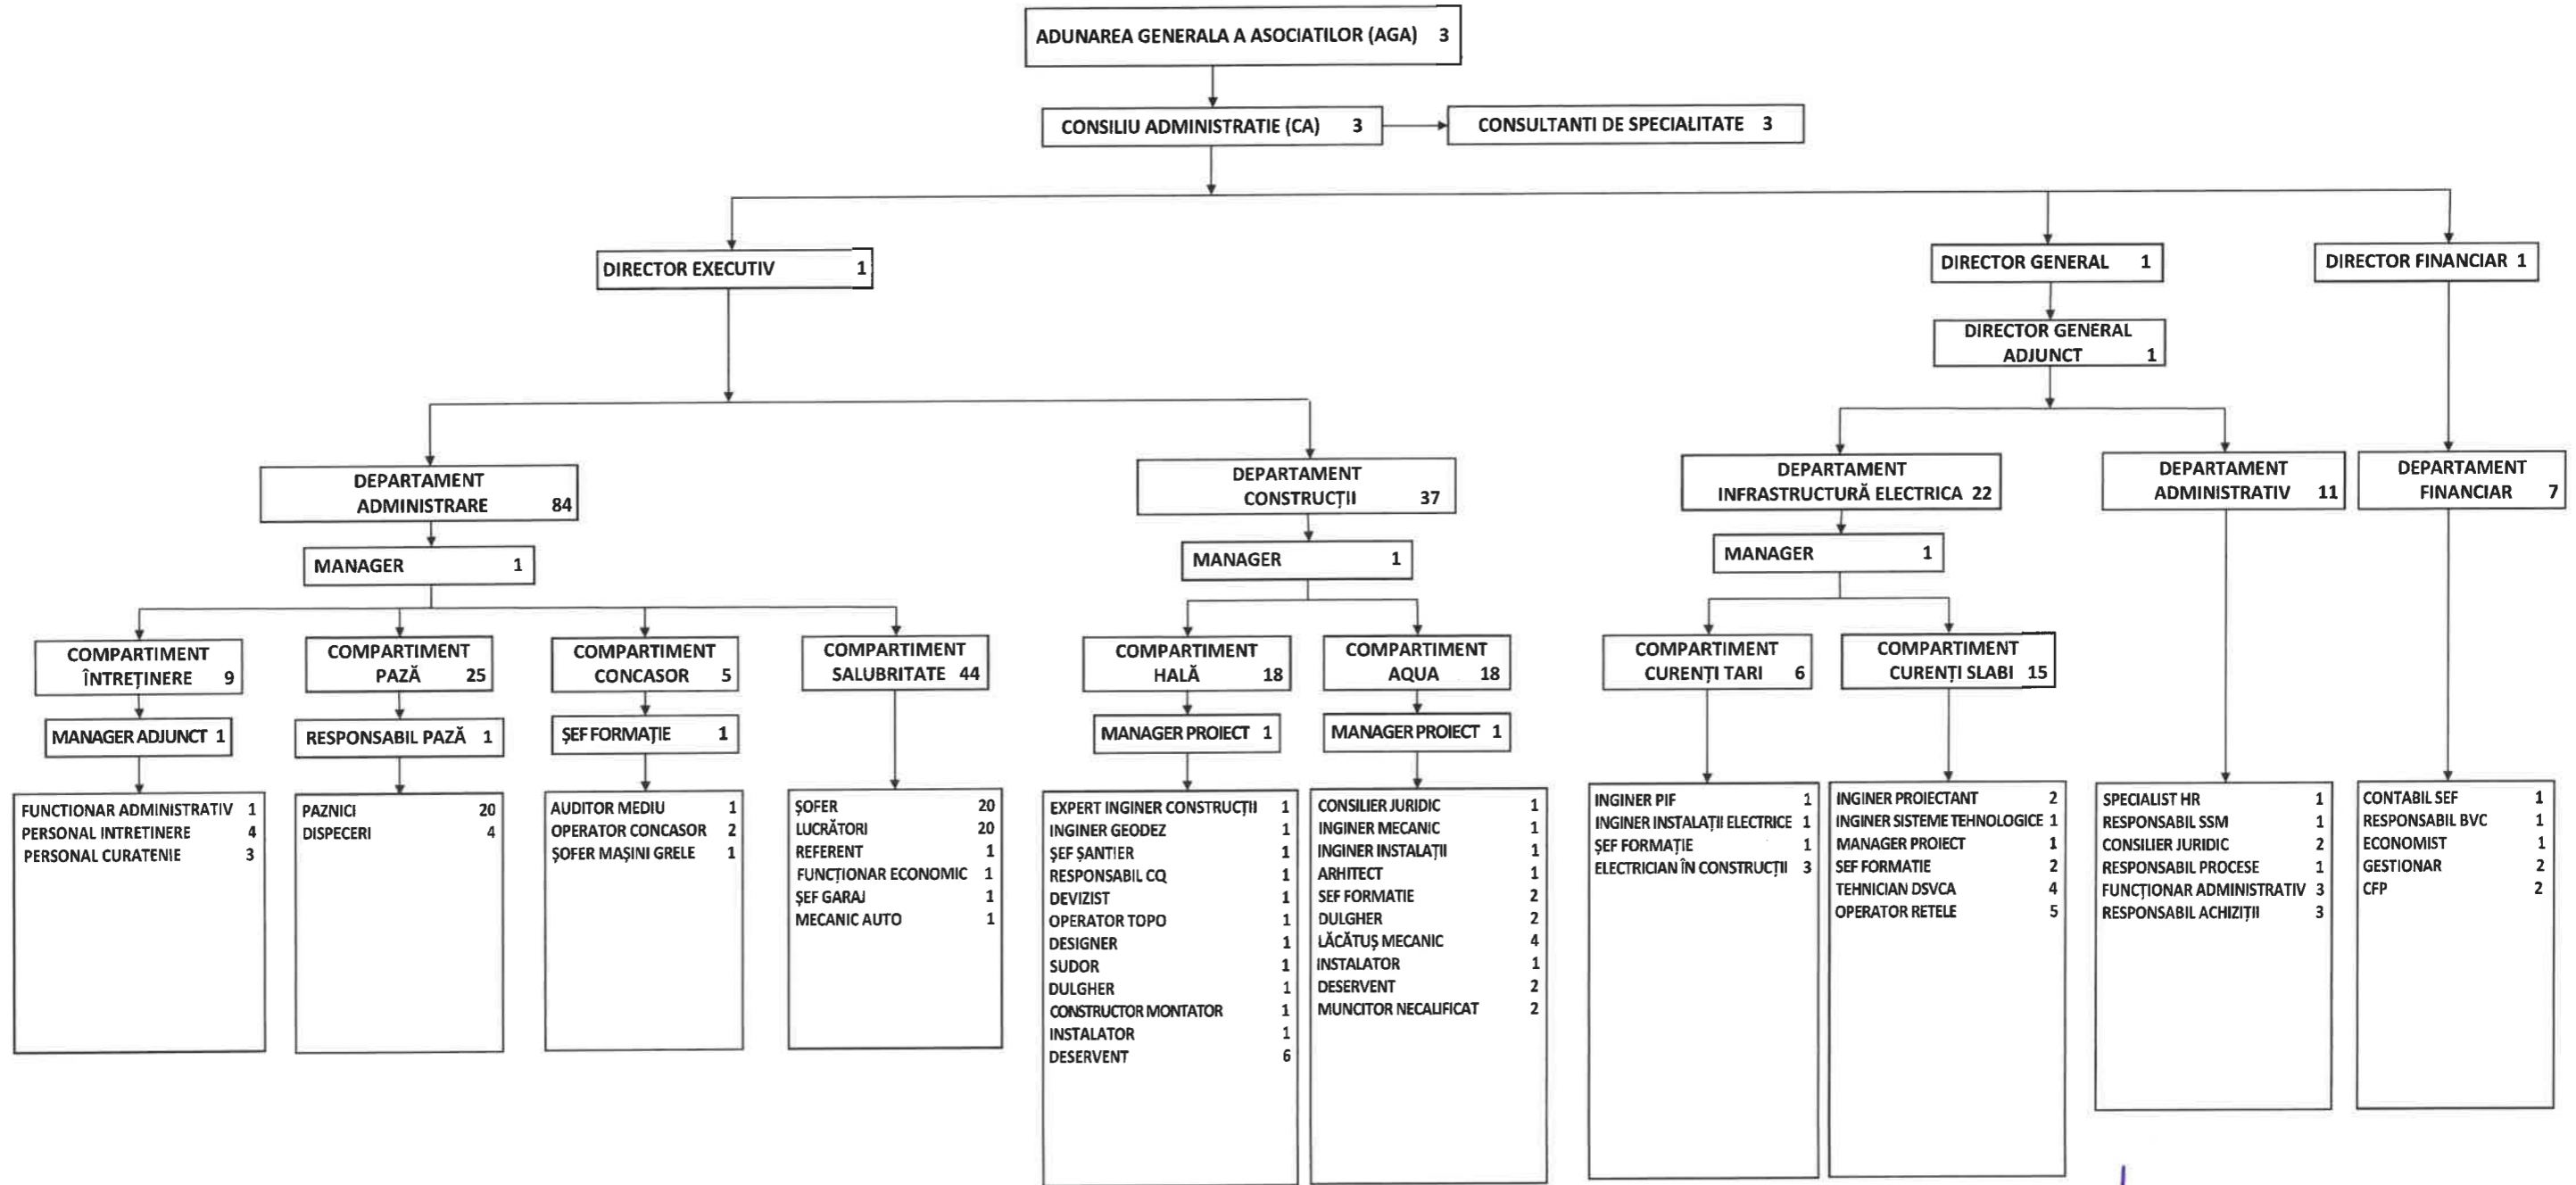 ADUNAREA GENERALA A ASOCIATILOR (AGA) 3
CONSILIU ADMINISTRATIE (CA) 3
CONSULTANTI DE SPECIALITATE 3
DIRECTOR EXECUTIV 1
DIRECTOR GENERAL 1
DIRECTOR FINANCIAR 1
DIRECTOR GENERAL
ADJUNCT 1
DEPARTAMENT
ADMINISTRARE 84
DEPARTAMENT
CONSTRUCȚII 37
DEPARTAMENT
INFRASTRUCTURĂ ELECTRICA 22
DEPARTAMENT
ADMINISTRATIV 11
DEPARTAMENT
FINANCIAR 7
MANAGER 1
MANAGER 1
MANAGER 1
COMPARTIMENT
ÎNTREȚINERE 9
COMPARTIMENT
PAZĂ 25
COMPARTIMENT
CONCASOR 5
COMPARTIMENT
SALUBRITATE 44
COMPARTIMENT
HALĂ 18
COMPARTIMENT
AQUA 18
COMPARTIMENT
CURENȚI TARI 6
COMPARTIMENT
CURENȚI SLABI 15
MANAGER ADJUNCT 1
RESPONSABIL PAZĂ 1
ȘEF FORMAȚIE 1
MANAGER PROIECT 1
MANAGER PROIECT 1
FUNCTIONAR ADMINISTRATIV 1
PERSONAL INTRETINERE 4
PERSONAL CURATENIE 3
PAZNICI 20
DISPECERI 4
AUDITOR MEDIU 1
OPERATOR CONCASOR 2
ȘOFER MAȘINI GRELE 1
ȘOFER 20
LUCRĂTORI 20
REFERENT 1
FUNCȚIONAR ECONOMIC 1
ȘEF GARAJ 1
MECANIC AUTO 1
EXPERT INGINER CONSTRUCȚII 1
INGINER GEODEZ 1
ȘEF ȘANTIER 1
RESPONSABIL CQ 1
DEVIZIST 1
OPERATOR TOPO 1
DESIGNER 1
SUDOR 1
DULGHER 1
CONSTRUCTOR MONTATOR 1
INSTALATOR 1
DESERVENT 6
CONSILIER JURIDIC 1
INGINER MECANIC 1
INGINER INSTALAȚII 1
ARHITECT 1
SEF FORMATIE 2
DULGHER 2
LĂCĂTUȘ MECANIC 4
INSTALATOR 1
DESERVENT 2
MUNCITOR NECALIFICAT 2
INGINER PIF 1
INGINER INSTALAȚII ELECTRICE 1
ȘEF FORMAȚIE 1
ELECTRICIAN ÎN CONSTRUCȚII 3
INGINER PROIECTANT 2
INGINER SISTEME TEHNOLOGICE 1
MANAGER PROIECT 1
SEF FORMATIE 2
TEHNICIAN DSVCA 4
OPERATOR RETELE 5
SPECIALIST HR 1
RESPONSABIL SSM 1
CONSILIER JURIDIC 2
RESPONSABIL PROCESE 1
FUNCȚIONAR ADMINISTRATIV 3
RESPONSABIL ACHIZIȚII 3
CONTABIL SEF 1
RESPONSABIL BVC 1
ECONOMIST 1
GESTIONAR 2
CFP 2